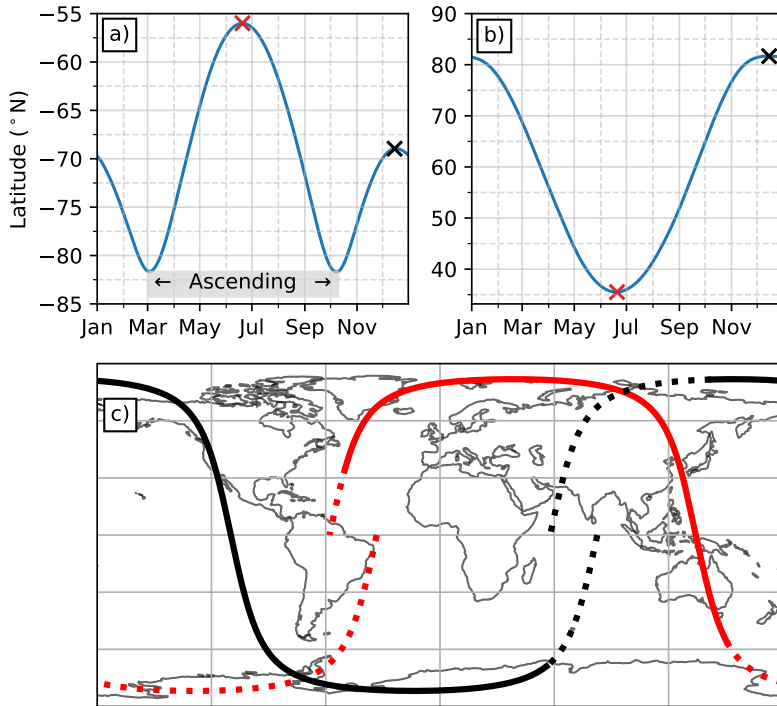 a)
b)
Latitude (°N)
−55
−60
−65
−70
−75
−80
−85
← Ascending →
Jan Mar May Jul Sep Nov
90
80
70
60
50
40
Jan Mar May Jul Sep Nov
c)